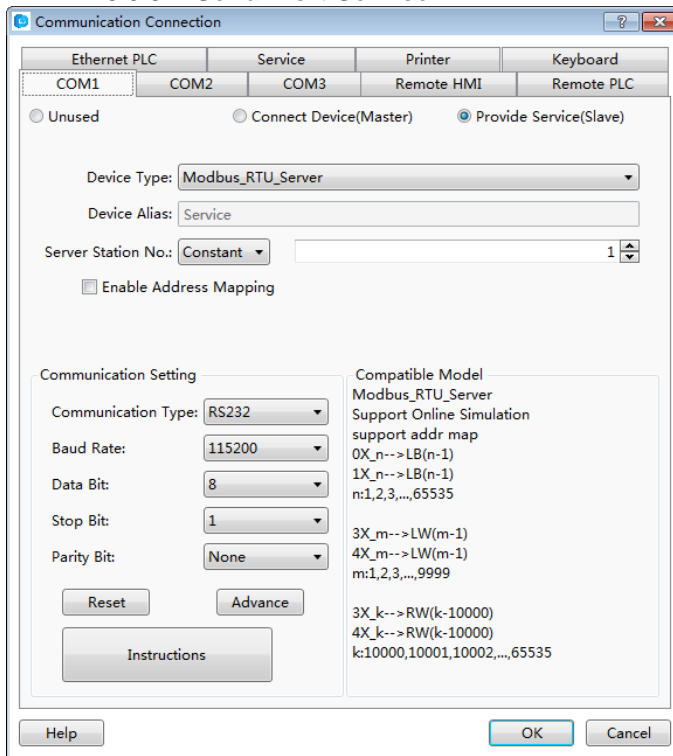 Communication Connection
Ethernet PLC Service Printer Keyboard
COM1 COM2 COM3 Remote HMI Remote PLC
Unused Connect Device(Master) Provide Service(Slave)
Device Type: Modbus_RTU_Server
Device Alias: Service
Server Station No.: Constant 1
Enable Address Mapping
Communication Setting
Communication Type: RS232
Baud Rate: 115200
Data Bit: 8
Stop Bit: 1
Parity Bit: None
Reset Advance
Instructions
Compatible Model
Modbus_RTU_Server
Support Online Simulation
support addr map
0X_n-->LB(n-1)
1X_n-->LB(n-1)
n:1,2,3,...,65535
3X_m-->LW(m-1)
4X_m-->LW(m-1)
m:1,2,3,...,9999
3X_k-->RW(k-10000)
4X_k-->RW(k-10000)
k:10000,10001,10002,...,65535
Help OK Cancel